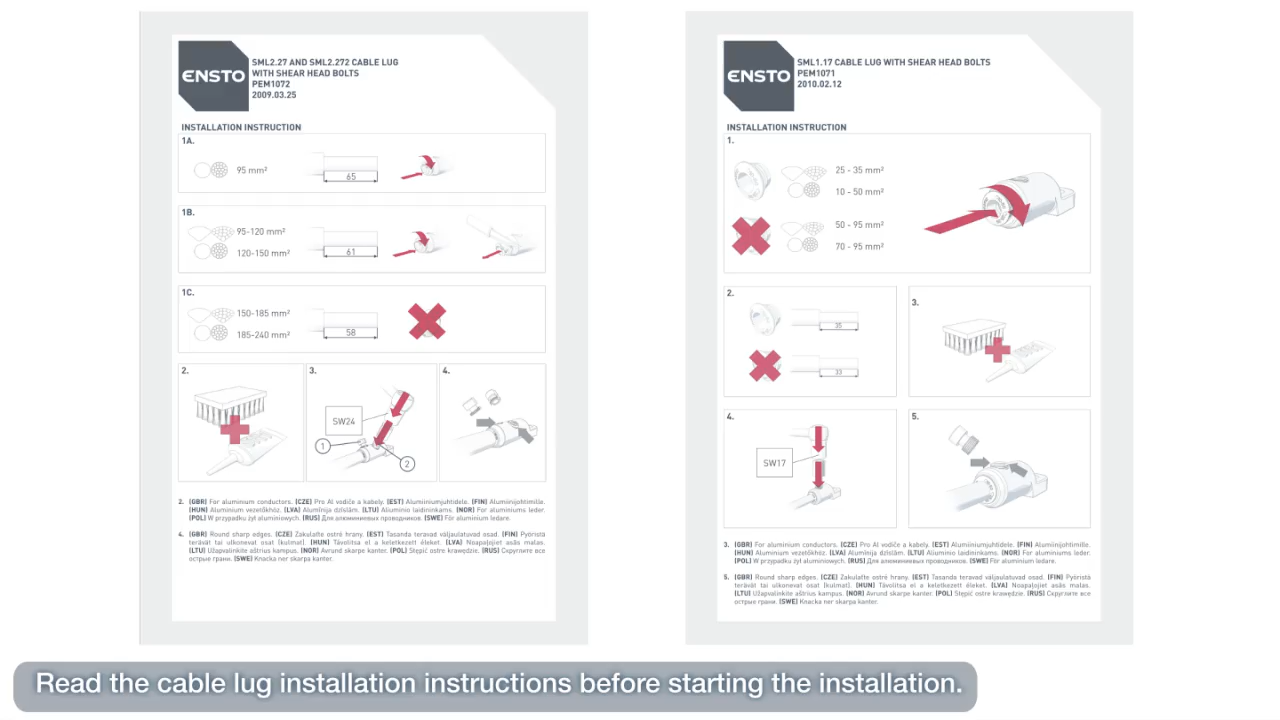 ENSTO
SML2.27 AND SML2.272 CABLE LUG
WITH SHEAR HEAD BOLTS
PEM1072
2009.03.25
INSTALLATION INSTRUCTION
1A.
95 mm²
65
1B.
95-120 mm²
120-150 mm²
61
1C.
150-185 mm²
185-240 mm²
58
2.
3.
SW24
1
2
4.
2. (GBR) For aluminium conductors. (CZE) Pro Al vodiče a kabely. (EST) Alumiiniumjuhtidele. (FIN) Alumiinijohtimille.
(HUN) Aluminium vezetőkhöz. (LVA) Alumīnija dzīslām. (LTU) Aliuminio laidininkams. (NOR) For aluminiums leder.
(POL) W przypadku żył aluminiowych. (RUS) Для алюминиевых проводников. (SWE) För aluminium ledare.
4. (GBR) Round sharp edges. (CZE) Zakulaťte ostré hrany. (EST) Tasanda teravad väljaulatuvad osad. (FIN) Pyöristä
terävät tai ulkonevat osat (kulmat). (HUN) Távolítsa el a keletkezett éleket. (LVA) Noapaļojiet asās malas.
(LTU) Užapvalinkite aštrius kampus. (NOR) Avrund skarpe kanter. (POL) Stępić ostre krawędzie. (RUS) Скруглите все
острые грани. (SWE) Knacka ner skarpa kanter.
ENSTO
SML1.17 CABLE LUG WITH SHEAR HEAD BOLTS
PEM1071
2010.02.12
INSTALLATION INSTRUCTION
1.
25 - 35 mm²
10 - 50 mm²
50 - 95 mm²
70 - 95 mm²
2.
35
33
3.
4.
SW17
5.
3. (GBR) For aluminium conductors. (CZE) Pro Al vodiče a kabely. (EST) Alumiiniumjuhtidele. (FIN) Alumiinijohtimille.
(HUN) Aluminium vezetőkhöz. (LVA) Alumīnija dzīslām. (LTU) Aliuminio laidininkams. (NOR) For aluminiums leder.
(POL) W przypadku żył aluminiowych. (RUS) Для алюминиевых проводников. (SWE) För aluminium ledare.
5. (GBR) Round sharp edges. (CZE) Zakulaťte ostré hrany. (EST) Tasanda teravad väljaulatuvad osad. (FIN) Pyöristä
terävät tai ulkonevat osat (kulmat). (HUN) Távolítsa el a keletkezett éleket. (LVA) Noapaļojiet asās malas.
(LTU) Užapvalinkite aštrius kampus. (NOR) Avrund skarpe kanter. (POL) Stępić ostre krawędzie. (RUS) Скруглите все
острые грани. (SWE) Knacka ner skarpa kanter.
Read the cable lug installation instructions before starting the installation.